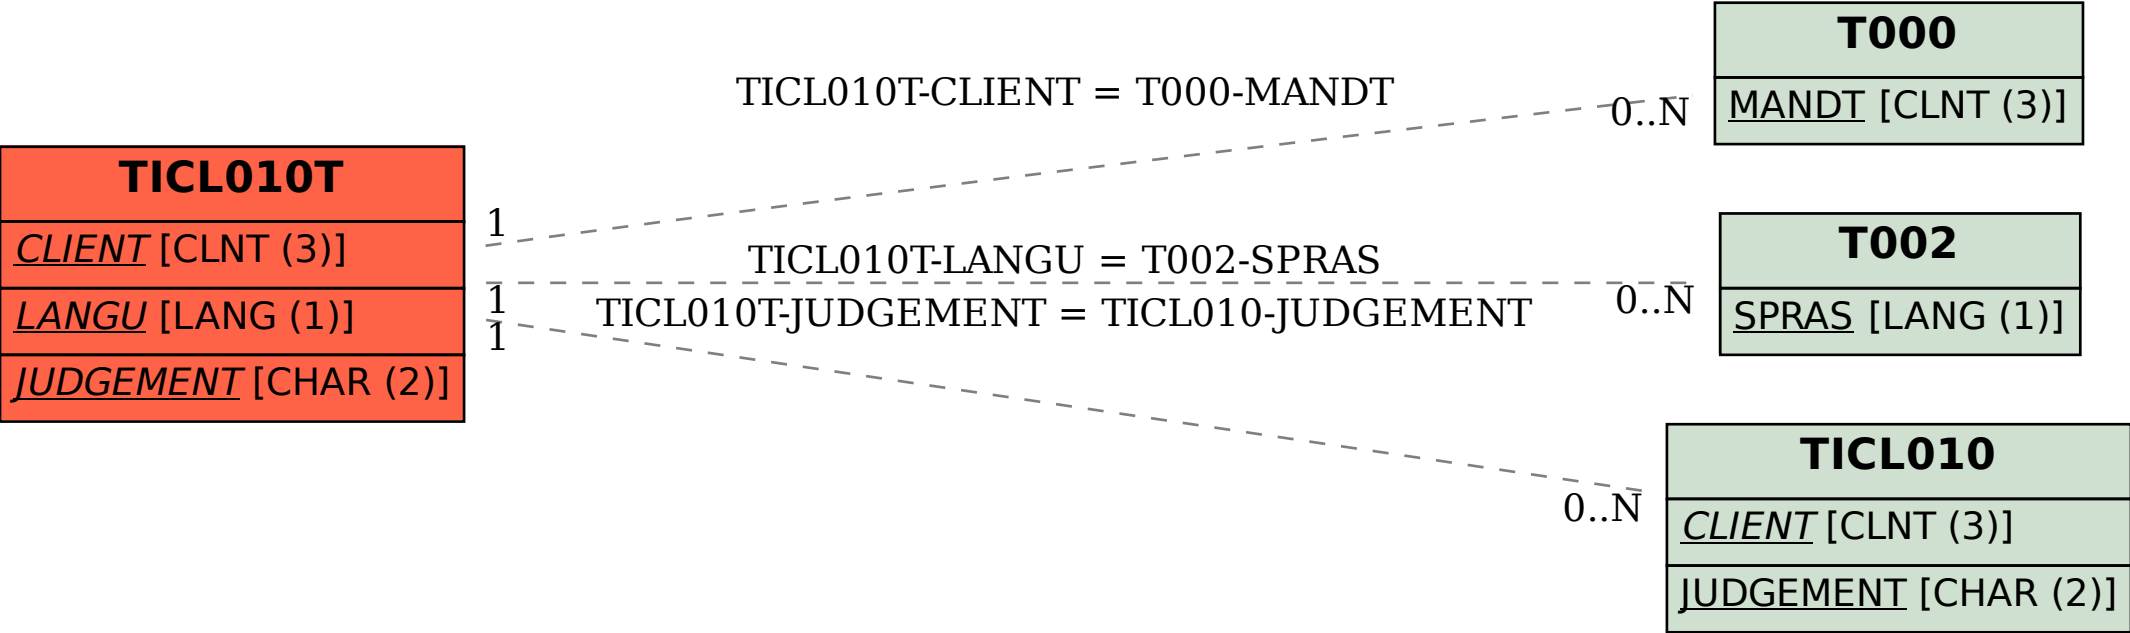 TICL010T
CLIENT [CLNT (3)]
LANGU [LANG (1)]
JUDGEMENT [CHAR (2)]
TICL010T-CLIENT = T000-MANDT
1
0..N
TICL010T-LANGU = T002-SPRAS
1
0..N
TICL010T-JUDGEMENT = TICL010-JUDGEMENT
1
0..N
T000
MANDT [CLNT (3)]
T002
SPRAS [LANG (1)]
TICL010
CLIENT [CLNT (3)]
JUDGEMENT [CHAR (2)]